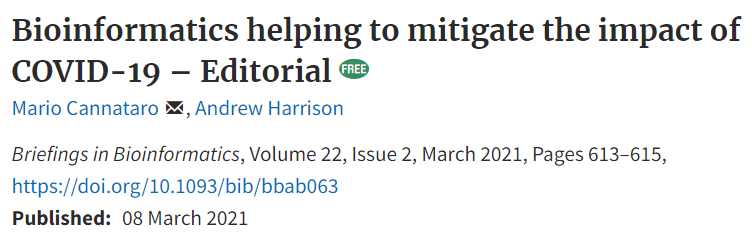 Bioinformatics helping to mitigate the impact of
COVID-19 – Editorial FREE
Mario Cannataro , Andrew Harrison
Briefings in Bioinformatics, Volume 22, Issue 2, March 2021, Pages 613–615,
https://doi.org/10.1093/bib/bbab063
Published: 08 March 2021